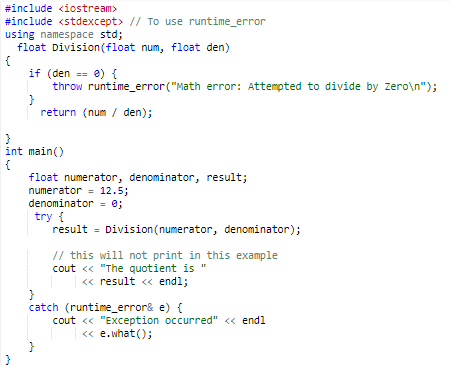 #include <iostream>
#include <stdexcept> // To use runtime_error
using namespace std;
float Division(float num, float den)
{
if (den == 0) {
throw runtime_error("Math error: Attempted to divide by Zero\n");
}
return (num / den);
}
int main()
{
float numerator, denominator, result;
numerator = 12.5;
denominator = 0;
try {
result = Division(numerator, denominator);
// this will not print in this example
cout << "The quotient is "
<< result << endl;
}
catch (runtime_error& e) {
cout << "Exception occurred" << endl
<< e.what();
}
}